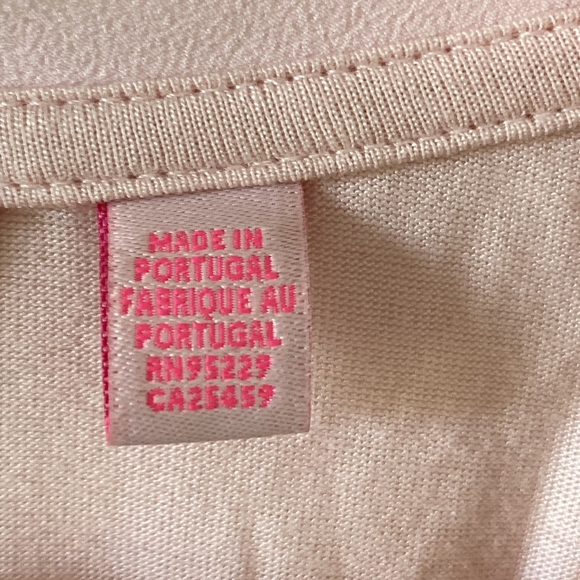 MADE IN
PORTUGAL
FABRIQUE AU
PORTUGAL
RN95229
CA25459